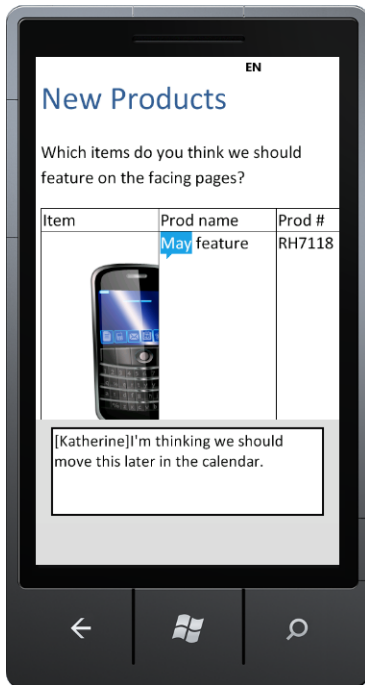 EN
New Products
Which items do you think we should
feature on the facing pages?
Item Prod name Prod #
May feature RH7118
[Katherine]I'm thinking we should
move this later in the calendar.